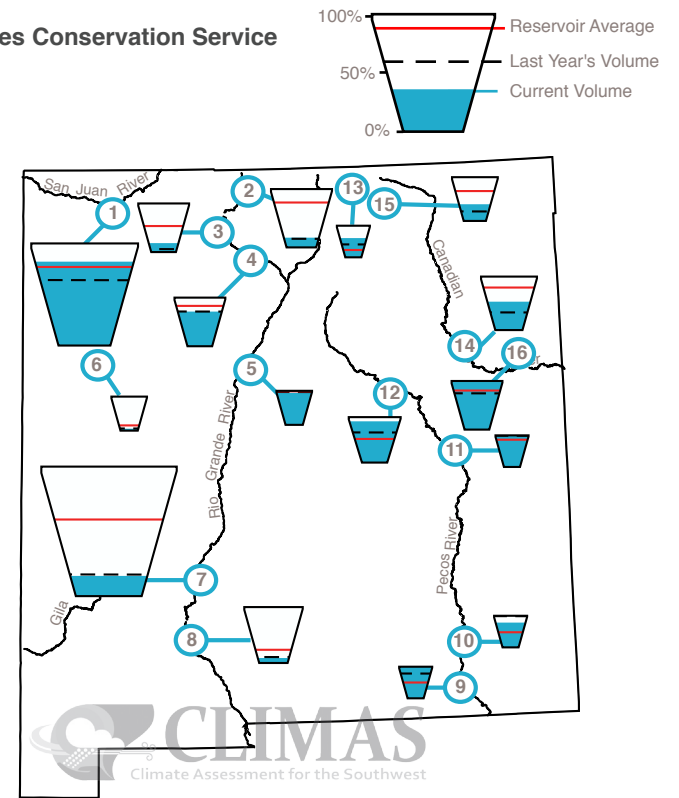 es Conservation Service
100%
50%
0%
Reservoir Average
Last Year's Volume
Current Volume
San Juan River
1
2
3
4
13
15
Canadian
14
16
er
6
5
12
11
Rio Grande River
Pecos River
7
Gila
8
10
9
CLIMAS
Climate Assessment for the Southwest